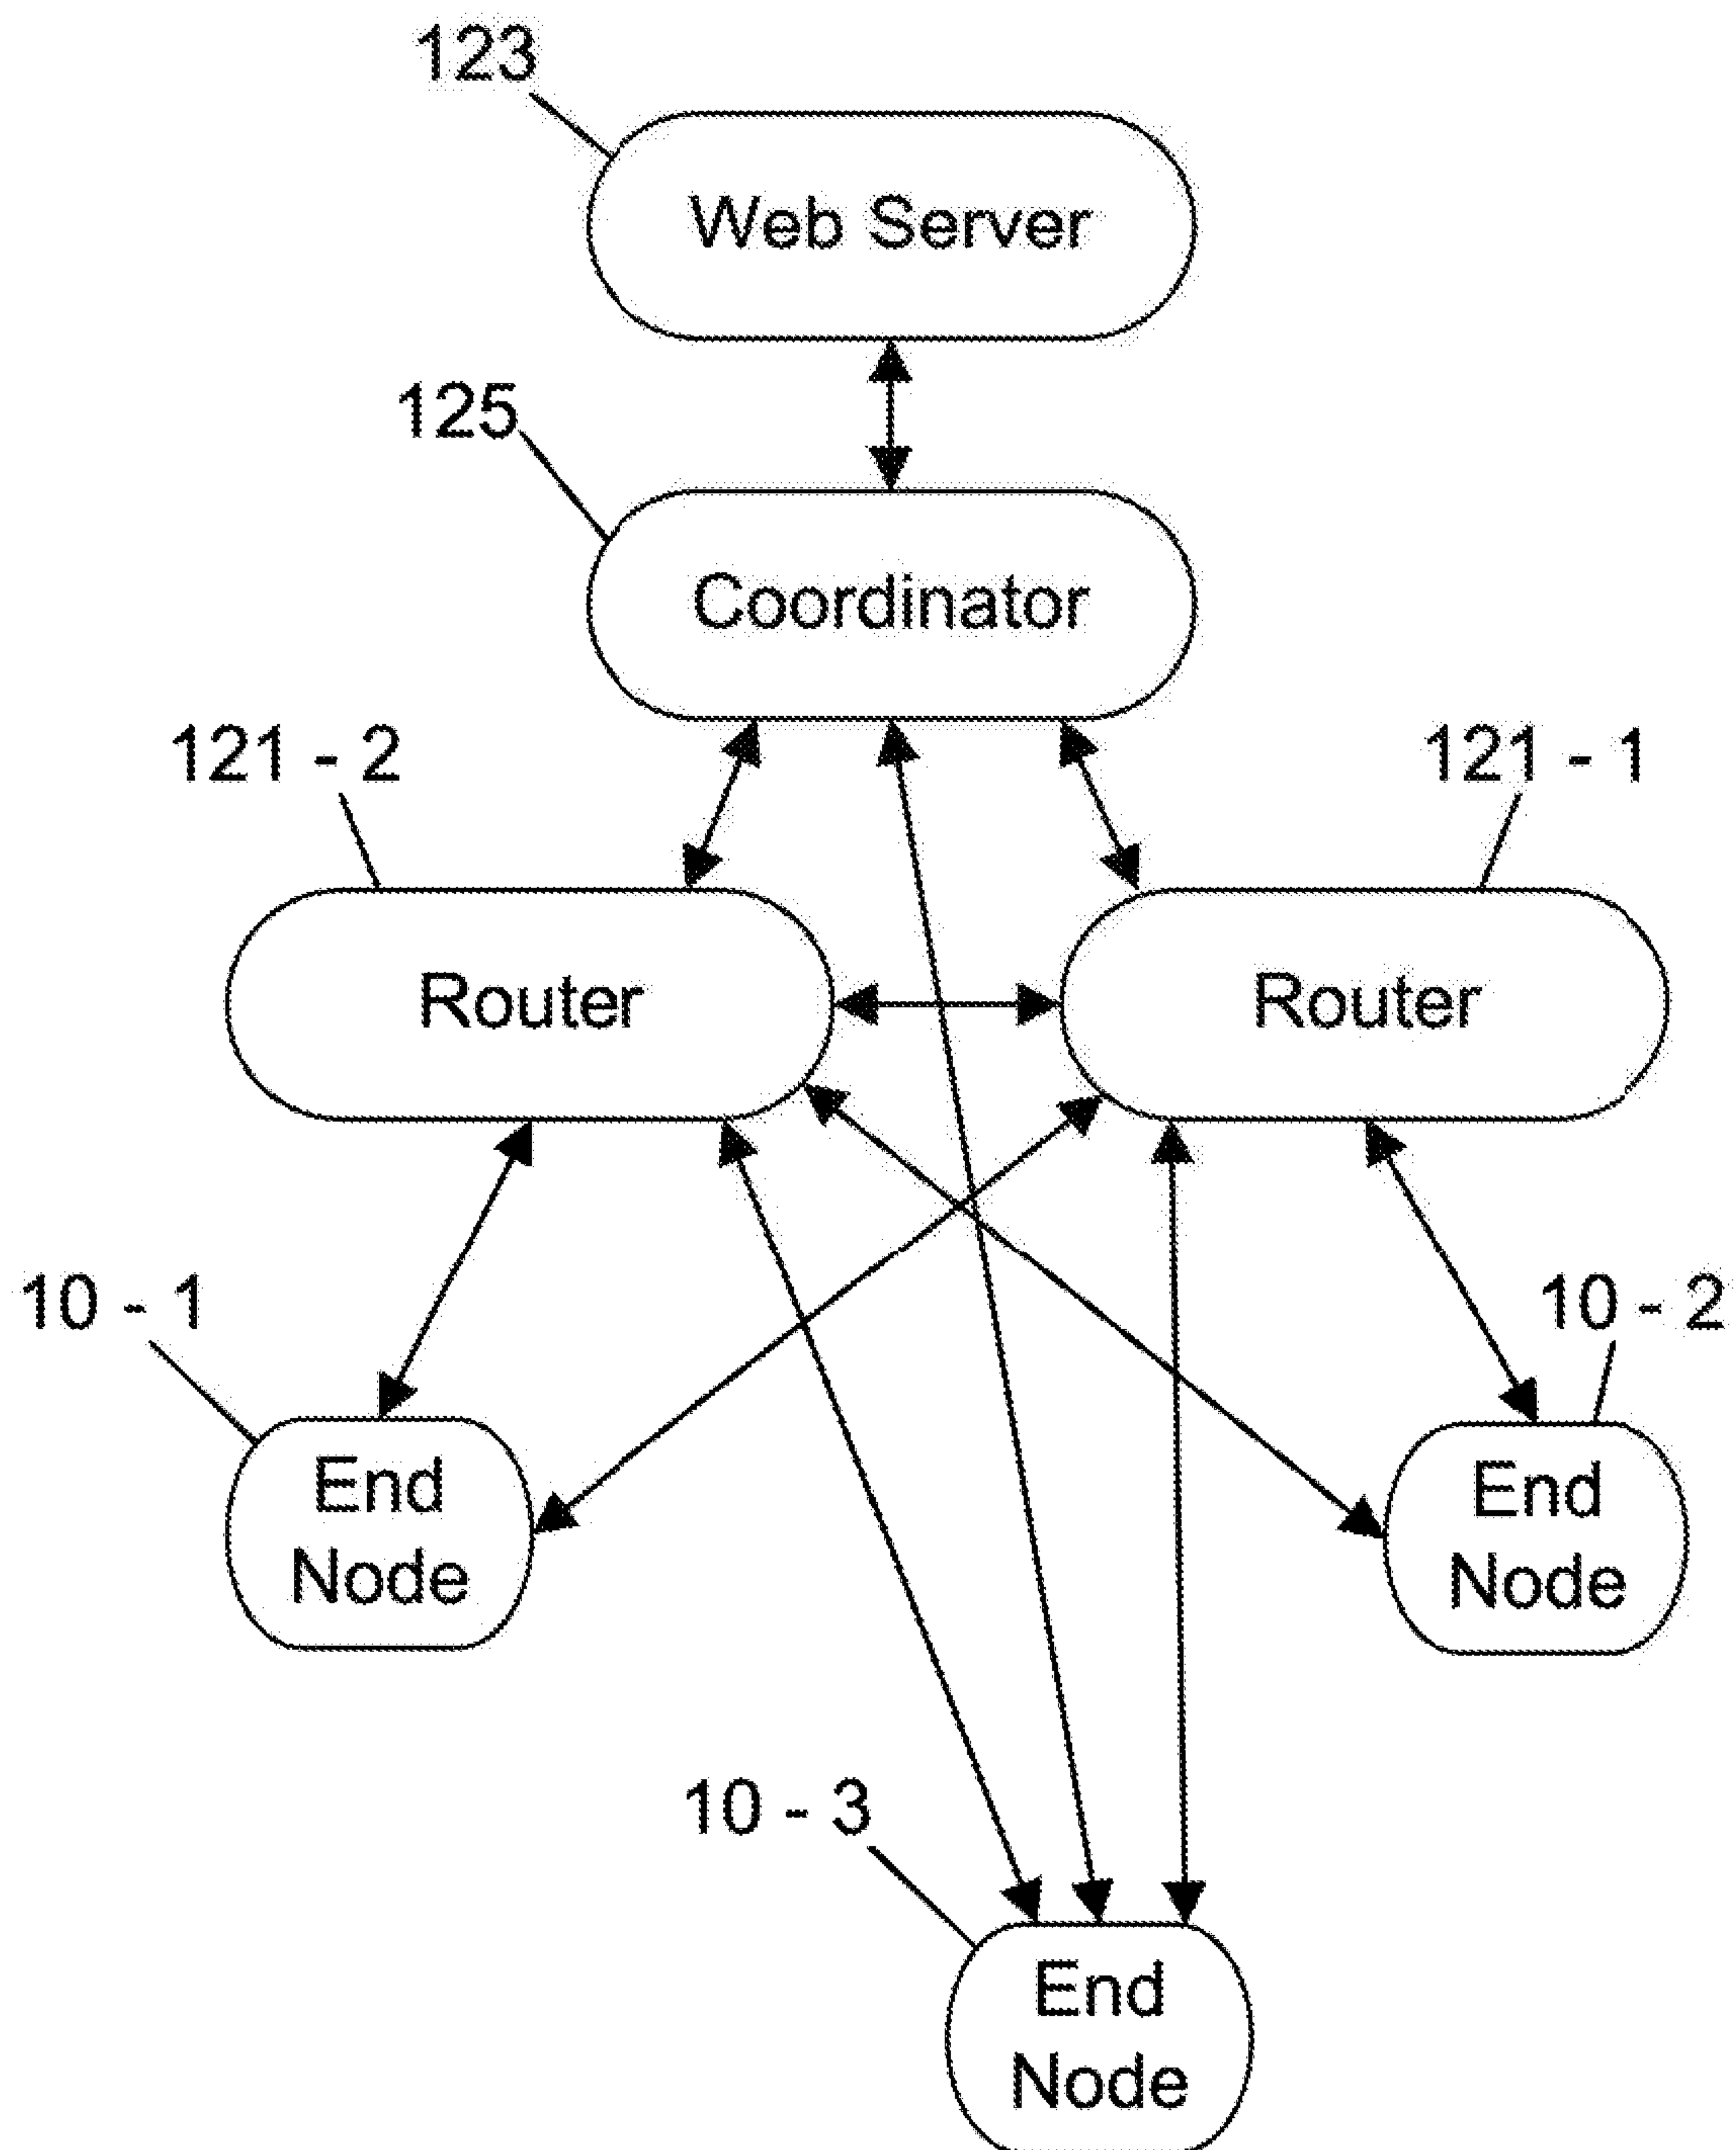 123
Web Server
125
Coordinator
121 - 2
121 - 1
Router
Router
10 - 1
10 - 2
End
Node
End
Node
10 - 3
End
Node